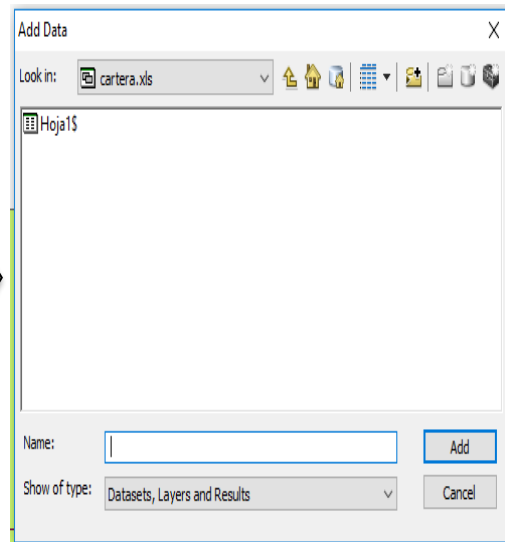 Add Data
Look in: cartera.xls
Hoja1$
Name: Add
Show of type: Datasets, Layers and Results Cancel